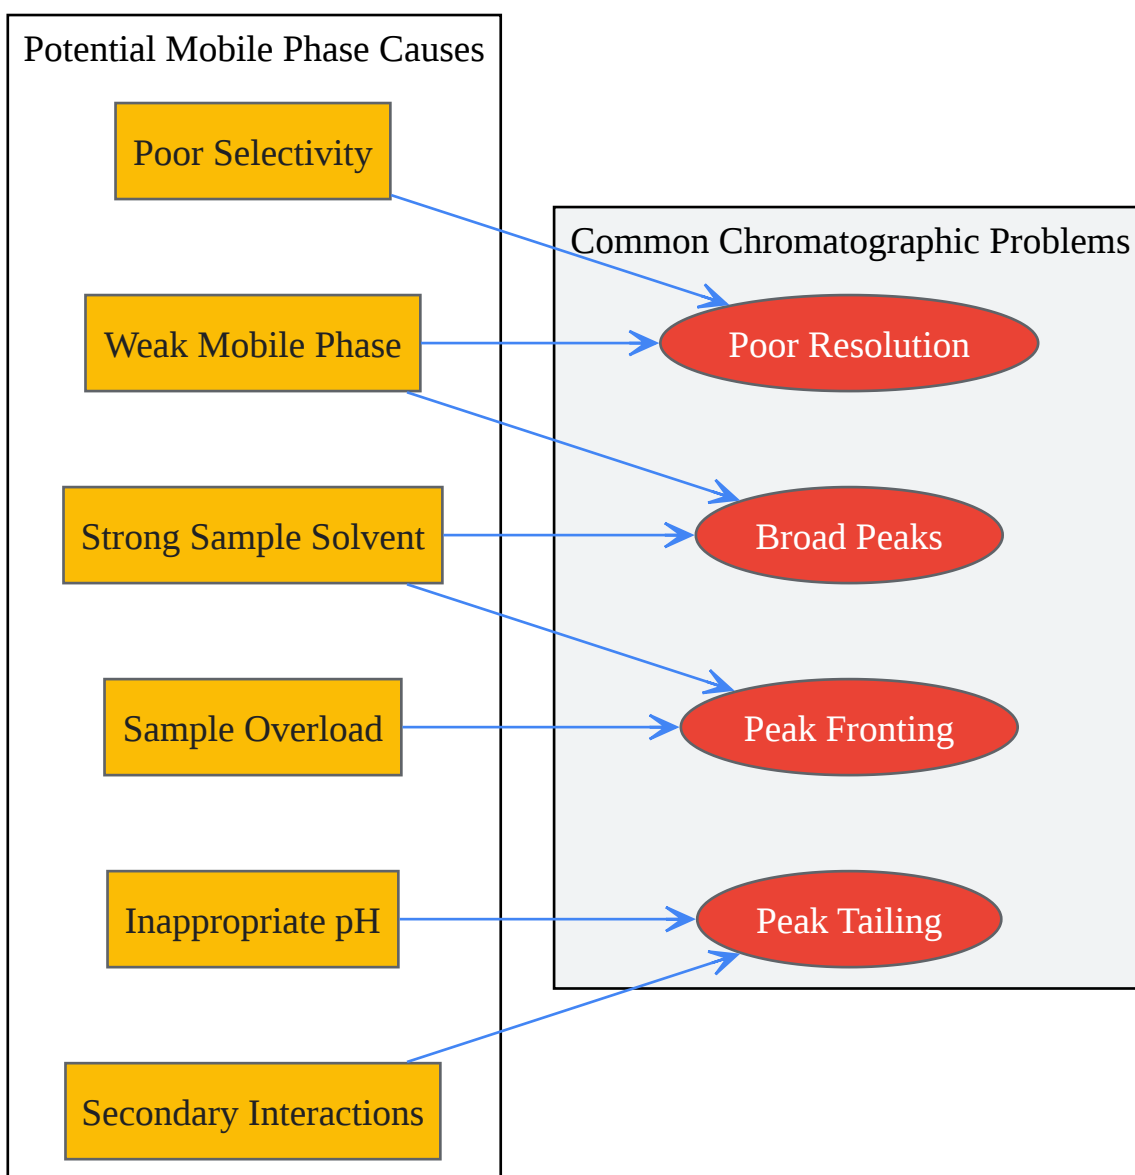 Potential Mobile Phase Causes
Poor Selectivity
Common Chromatographic Problems
Weak Mobile Phase
Poor Resolution
Strong Sample Solvent
Broad Peaks
Sample Overload
Peak Fronting
Inappropriate pH
Peak Tailing
Secondary Interactions